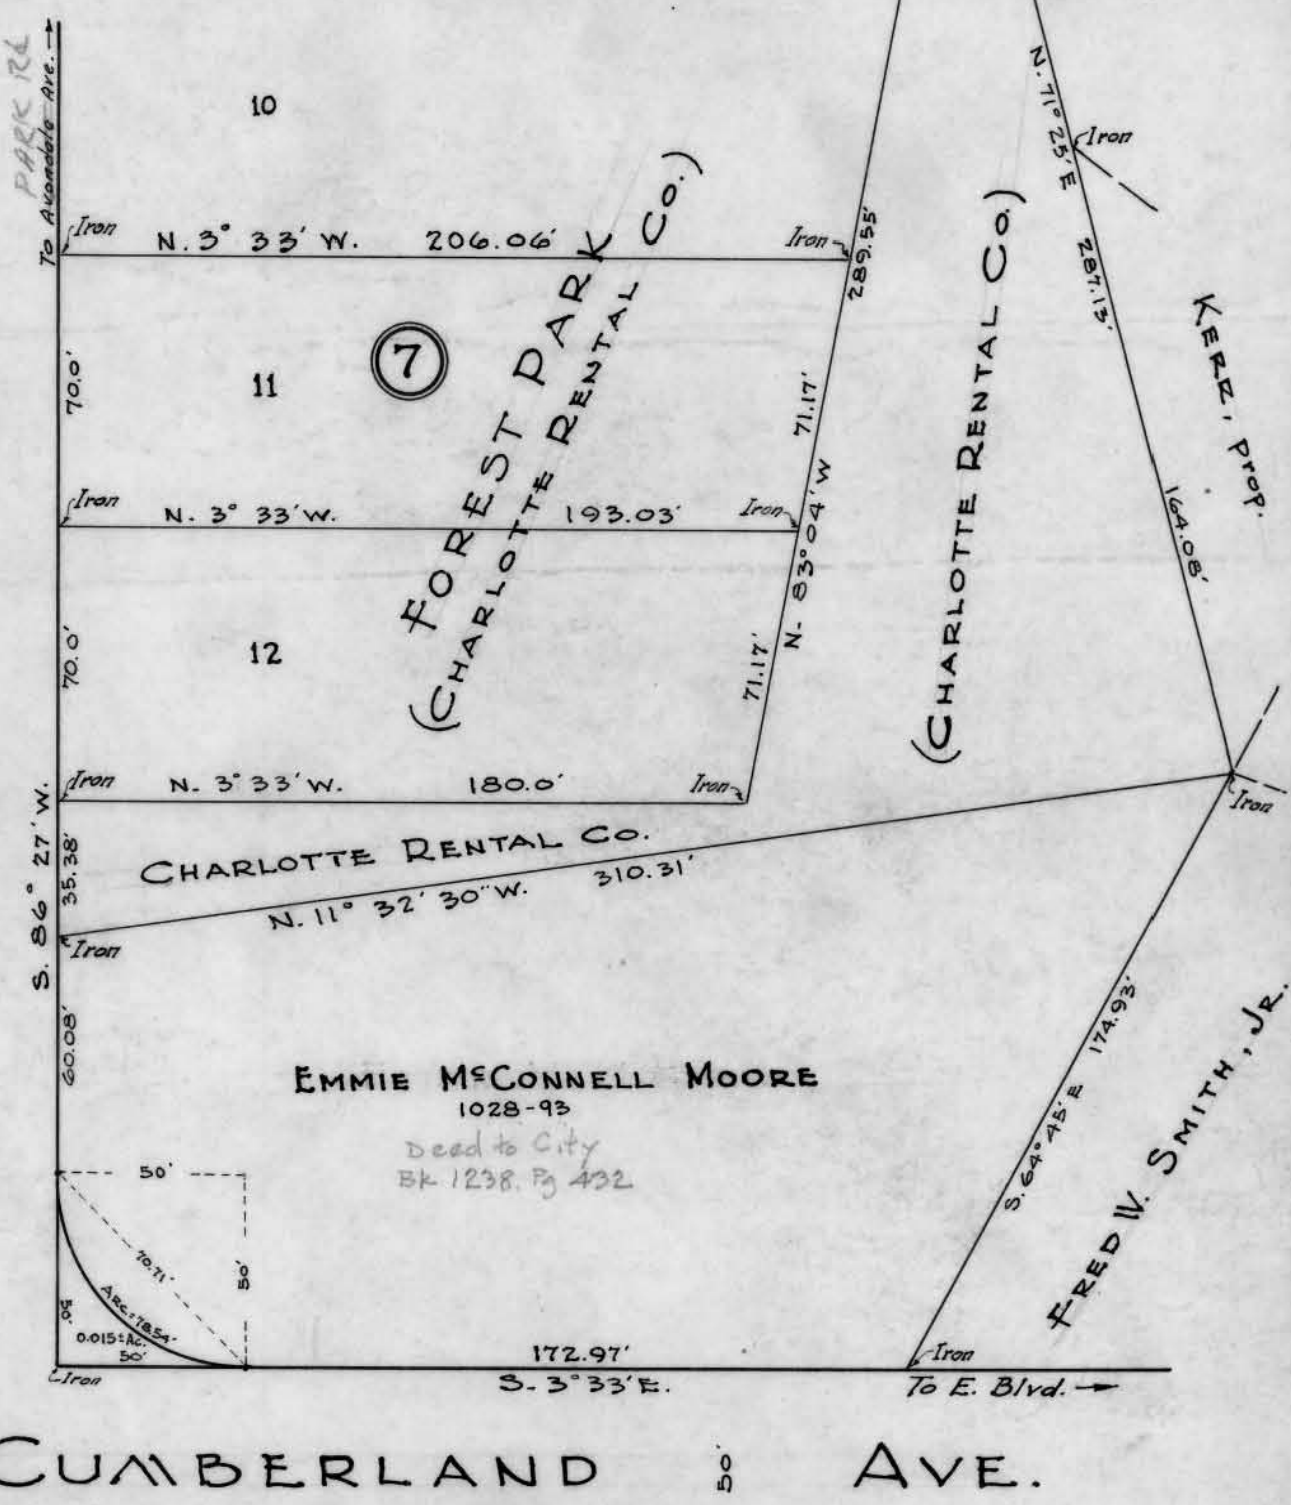 PARK Rd
To Avondale Ave.
10
Iron
N. 3° 33' W. 206.06'
Iron
289.55'
N. 71° 25' E
287.13'
Iron
164.08'
KERR, Prop.
70.0'
11
7
71.17'
FOREST PARK
(CHARLOTTE RENTAL CO.)
(CHARLOTTE RENTAL CO.)
Iron
N. 3° 33' W. 193.03'
Iron
N. 83° 04' W
70.0'
12
71.17'
Iron
N. 3° 33' W. 180.0'
Iron
Iron
S. 86° 27' W.
35.38'
CHARLOTTE RENTAL CO.
N. 11° 32' 30" W. 310.31'
Iron
60.08'
EMMIE McCONNELL MOORE
1028-93
Deed to City
Bk 1238, Pg 432
S. 64° 45' E 174.93'
FRED W. SMITH, JR.
50'
50'
70.71'
ARC=78.54
50'
0.015± Ac.
50'
Iron
172.97'
S. 3° 33' E.
Iron
To E. Blvd.
CUMBERLAND 50' AVE.